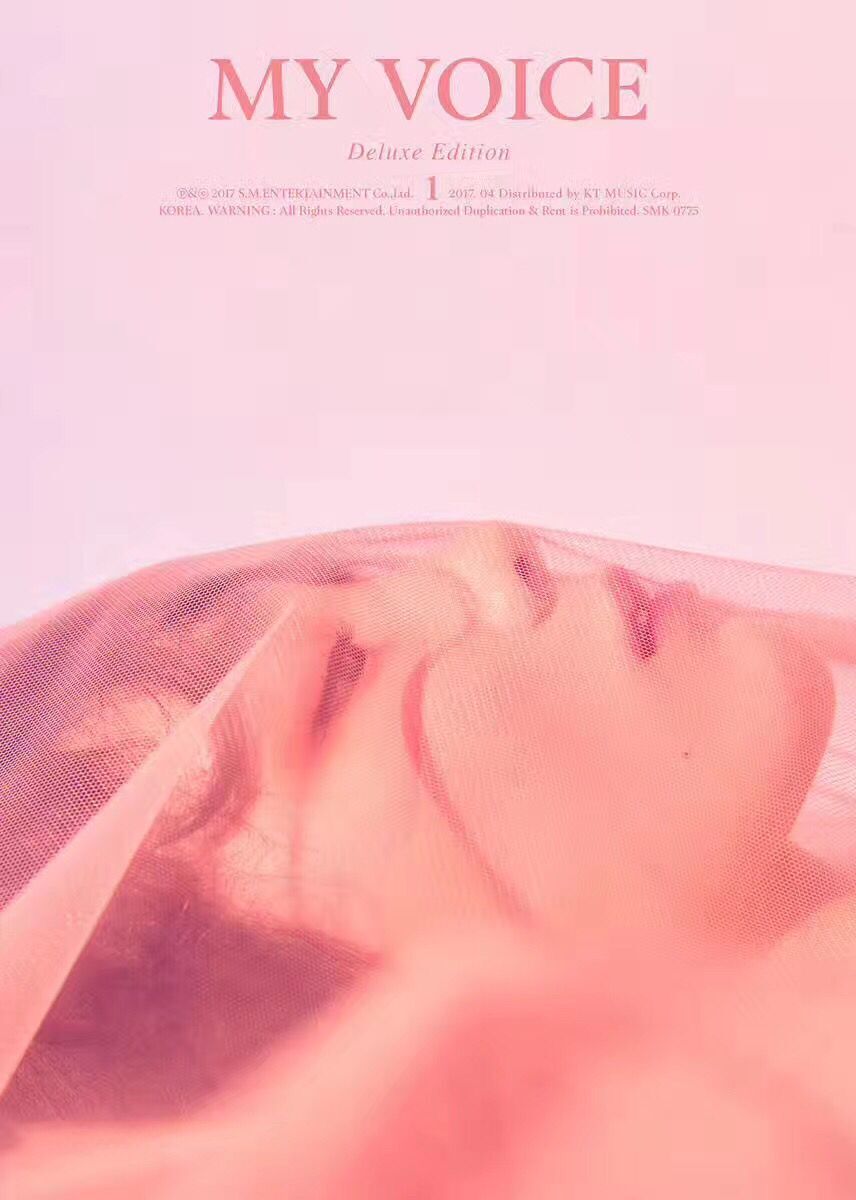 MY VOICE
Deluxe Edition
℗&ⓒ 2017 S.M.ENTERTAINMENT Co.,Ltd. 1 2017. 04 Distributed by KT MUSIC Corp.
KOREA. WARNING : All Rights Reserved. Unauthorized Duplication & Rent is Prohibited. SMK 0775